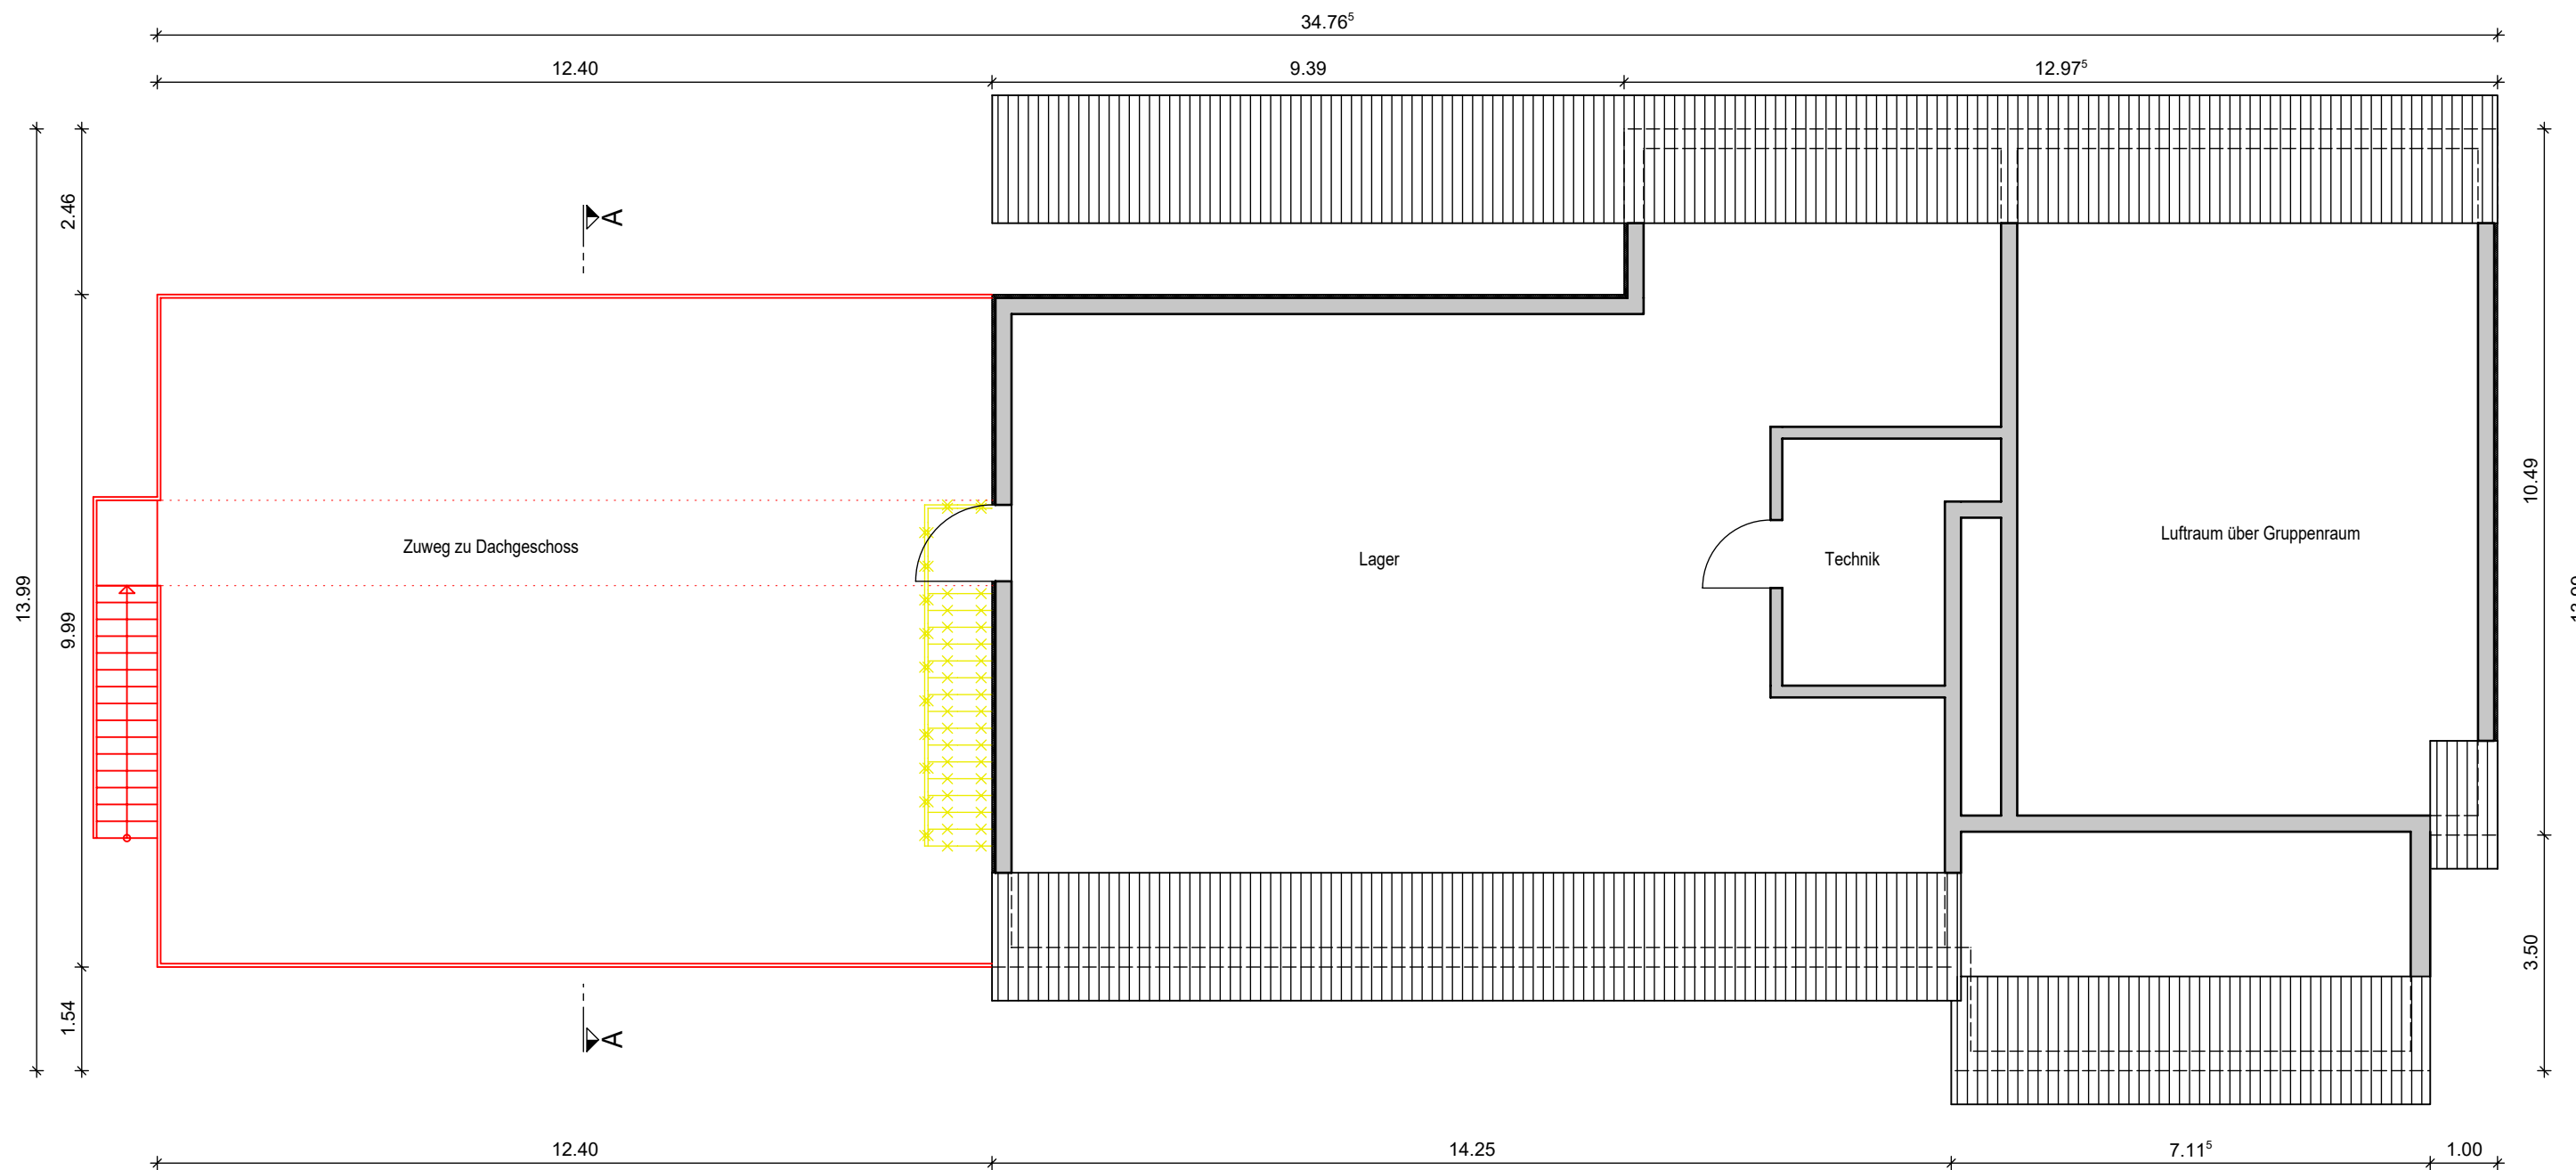 34.76⁵
12.40
9.39
12.97⁵
2.46
A
13.99
9.99
10.49
Zuweg zu Dachgeschoss
Lager
Technik
Luftraum über Gruppenraum
3.50
1.54
A
12.40
14.25
7.11⁵
1.00